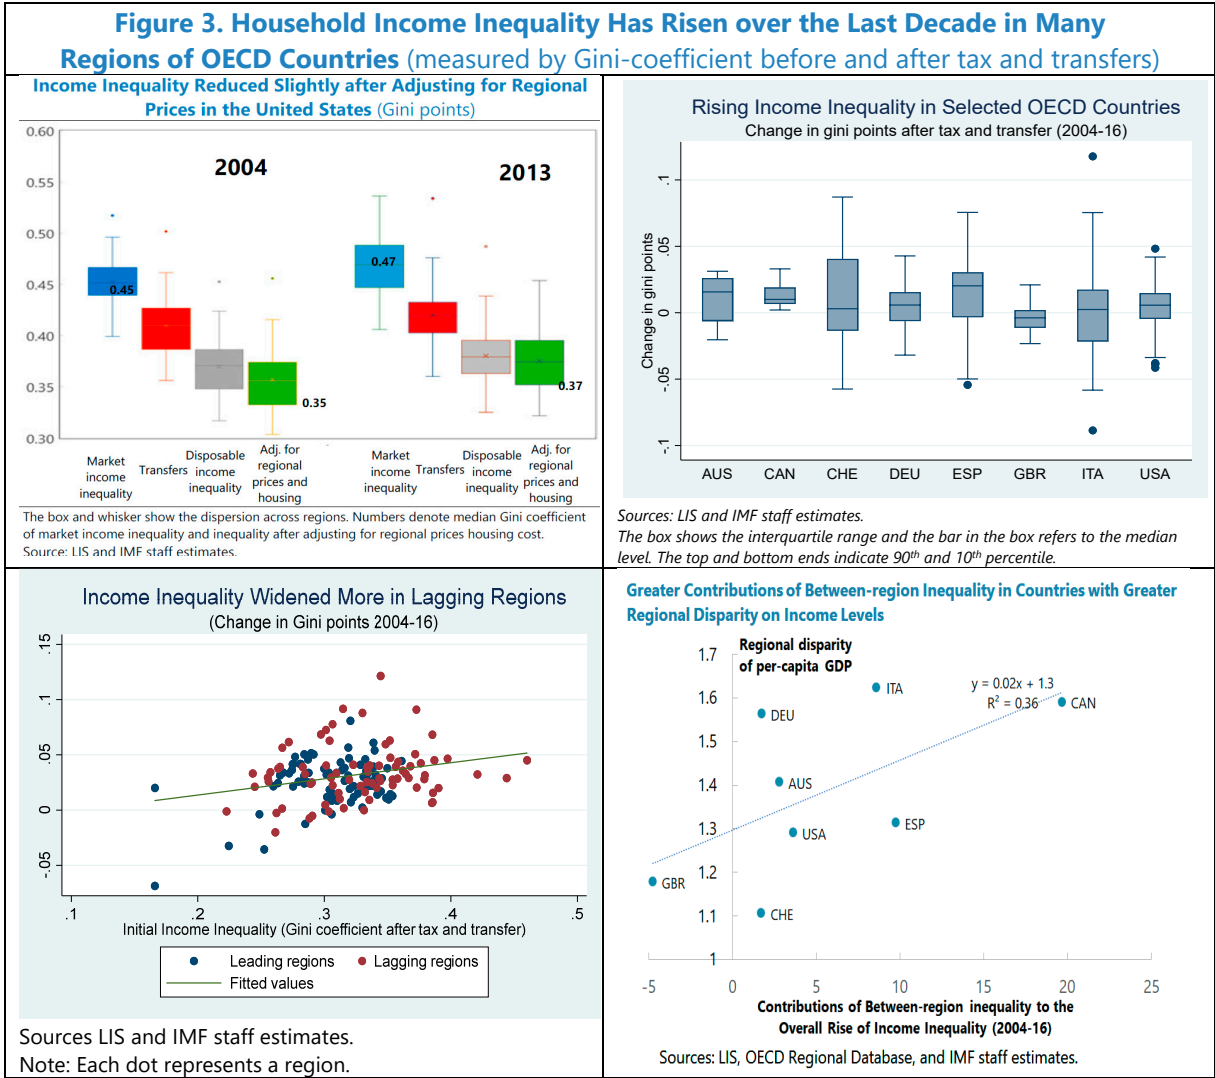 Figure 3. Household Income Inequality Has Risen over the Last Decade in Many
Regions of OECD Countries (measured by Gini-coefficient before and after tax and transfers)
Income Inequality Reduced Slightly after Adjusting for Regional
Prices in the United States (Gini points)
0.60
0.55
0.50
0.45
0.40
0.35
0.30
2004
2013
0.45
0.35
0.47
0.37
Market
income
inequality
Transfers
Disposable
income
inequality
Adj. for
regional
prices and
housing
Market
income
inequality
Transfers
Disposable
income
inequality
Adj. for
regional
prices and
housing
The box and whisker show the dispersion across regions. Numbers denote median Gini coefficient
of market income inequality and inequality after adjusting for regional prices housing cost.
Source: LIS and IMF staff estimates.
Rising Income Inequality in Selected OECD Countries
Change in gini points after tax and transfer (2004-16)
Change in gini points
.1
.05
0
-.05
-.1
AUS CAN CHE DEU ESP GBR ITA USA
Sources: LIS and IMF staff estimates.
The box shows the interquartile range and the bar in the box refers to the median
level. The top and bottom ends indicate 90th and 10th percentile.
Income Inequality Widened More in Lagging Regions
(Change in Gini points 2004-16)
.15
.1
.05
0
-.05
.1 .2 .3 .4 .5
Initial Income Inequality (Gini coefficient after tax and transfer)
Leading regions Lagging regions
Fitted values
Sources LIS and IMF staff estimates.
Note: Each dot represents a region.
Greater Contributions of Between-region Inequality in Countries with Greater
Regional Disparity on Income Levels
Regional disparity
of per-capita GDP
1.7
1.6
1.5
1.4
1.3
1.2
1.1
1
y = 0.02x + 1.3
R² = 0.36
ITA
CAN
DEU
AUS
USA
ESP
GBR
CHE
-5 0 5 10 15 20 25
Contributions of Between-region inequality to the
Overall Rise of Income Inequality (2004-16)
Sources: LIS, OECD Regional Database, and IMF staff estimates.